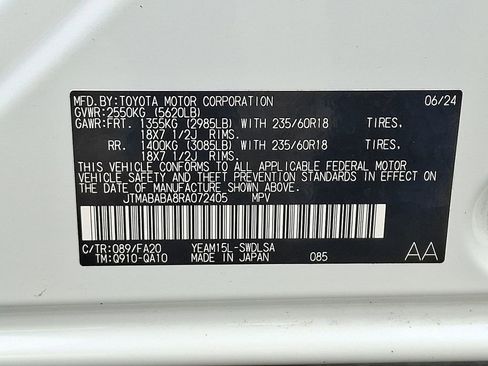 MFD.BY:TOYOTA MOTOR CORPORATION 06/24
GVWR:2550KG (5620LB)
GAWR:FRT. 1355KG (2985LB) WITH 235/60R18 TIRES,
18X7 1/2J RIMS.
RR. 1400KG (3085LB) WITH 235/60R18 TIRES,
18X7 1/2J RIMS.
THIS VEHICLE CONFORMS TO ALL APPLICABLE FEDERAL MOTOR
VEHICLE SAFETY AND THEFT PREVENTION STANDARDS IN EFFECT
ON THE DATE OF MANUFACTURE SHOWN ABOVE.
JTMABABA8RA072405 MPV
C/TR:089/FA20 YEAM15L-SWDLSA AA
TM:Q910-QA10 MADE IN JAPAN 085